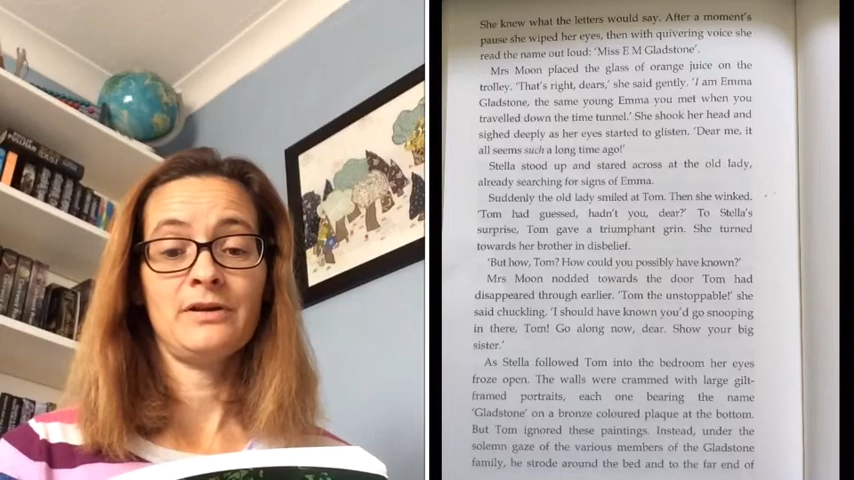 She knew what the letters would say. After a moment's
pause she wiped her eyes, then with quivering voice she
read the name out loud: 'Miss E M Gladstone'.
Mrs Moon placed the glass of orange juice on the
trolley. 'That's right, dears,' she said gently. 'I am Emma
Gladstone, the same young Emma you met when you
travelled down the time tunnel.' She shook her head and
sighed deeply as her eyes started to glisten. 'Dear me, it
all seems such a long time ago!'
Stella stood up and stared across at the old lady,
already searching for signs of Emma.
Suddenly the old lady smiled at Tom. Then she winked.
'Tom had guessed, hadn't you, dear?' To Stella's
surprise, Tom gave a triumphant grin. She turned
towards her brother in disbelief.
'But how, Tom? How could you possibly have known?'
Mrs Moon nodded towards the door Tom had
disappeared through earlier. 'Tom the unstoppable!' she
said chuckling. 'I should have known you'd go snooping
in there, Tom! Go along now, dear. Show your big
sister.'
As Stella followed Tom into the bedroom her eyes
froze open. The walls were crammed with large gilt-
framed portraits, each one bearing the name
'Gladstone' on a bronze coloured plaque at the bottom.
But Tom ignored these paintings. Instead, under the
solemn gaze of the various members of the Gladstone
family, he strode around the bed and to the far end of